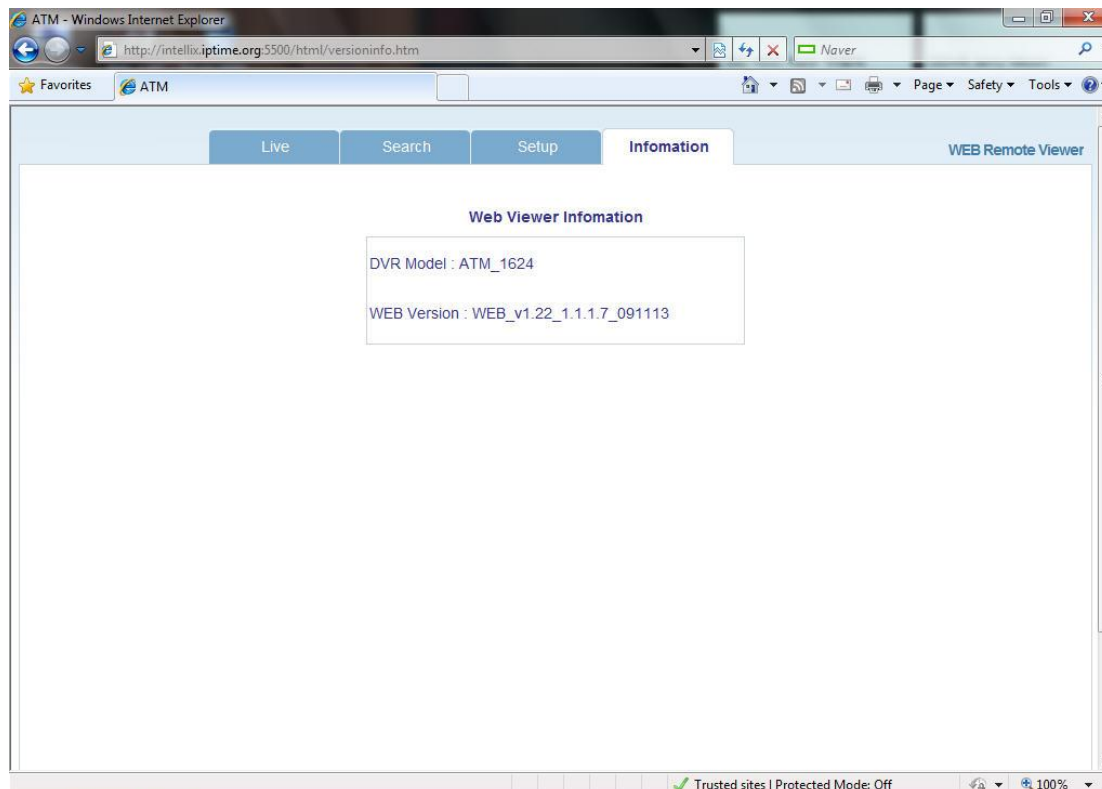 ATM - Windows Internet Explorer
http://intellix.iptime.org:5500/html/versioninfo.htm
Naver
Favorites
ATM
Page
Safety
Tools
Live
Search
Setup
Infomation
WEB Remote Viewer
Web Viewer Infomation
DVR Model : ATM_1624
WEB Version : WEB_v1.22_1.1.1.7_091113
Trusted sites | Protected Mode: Off
100%